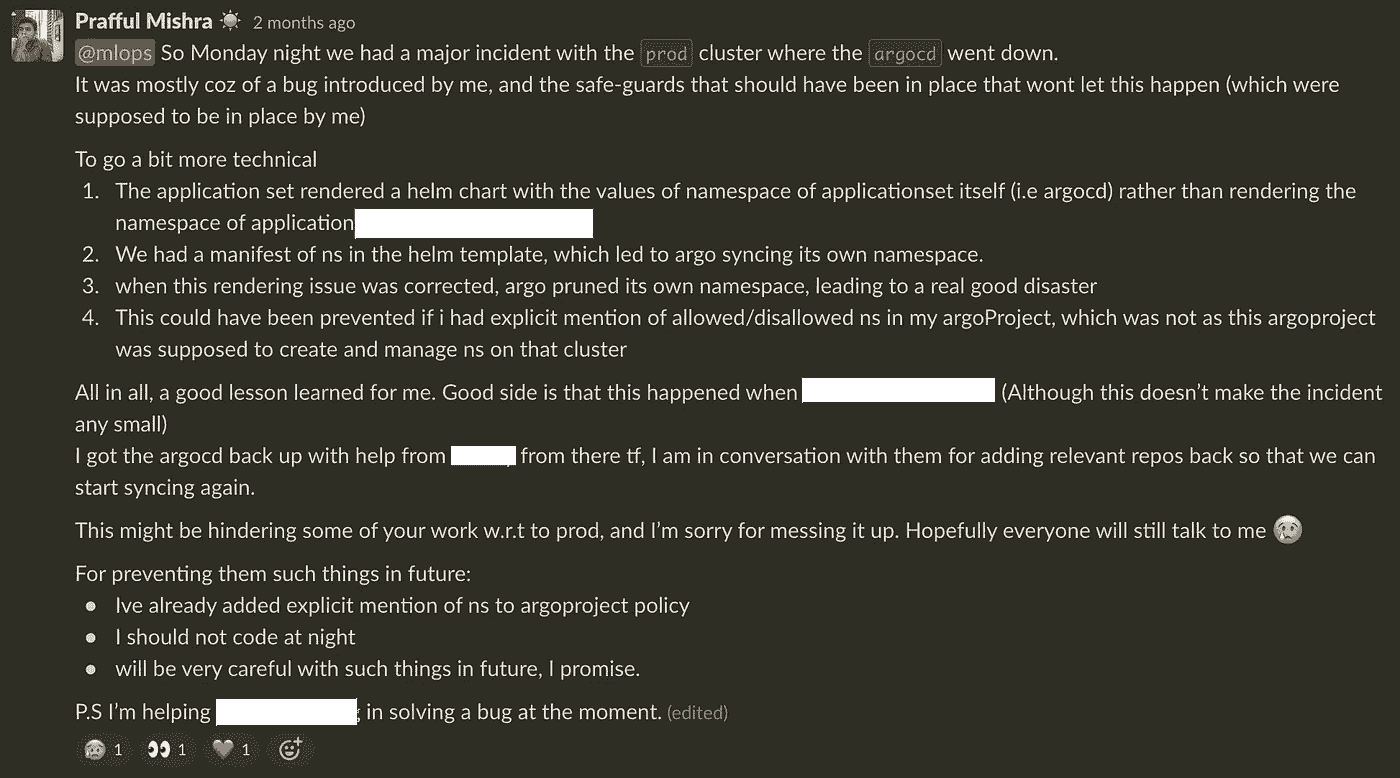 Prafful Mishra 2 months ago
@mlops So Monday night we had a major incident with the prod cluster where the argocd went down.
It was mostly coz of a bug introduced by me, and the safe-guards that should have been in place that wont let this happen (which were
supposed to be in place by me)
To go a bit more technical
1. The application set rendered a helm chart with the values of namespace of applicationset itself (i.e argocd) rather than rendering the
namespace of application
2. We had a manifest of ns in the helm template, which led to argo syncing its own namespace.
3. when this rendering issue was corrected, argo pruned its own namespace, leading to a real good disaster
4. This could have been prevented if i had explicit mention of allowed/disallowed ns in my argoProject, which was not as this argoproject
was supposed to create and manage ns on that cluster
All in all, a good lesson learned for me. Good side is that this happened when (Although this doesn't make the incident
any small)
I got the argocd back up with help from from there tf, I am in conversation with them for adding relevant repos back so that we can
start syncing again.
This might be hindering some of your work w.r.t to prod, and I'm sorry for messing it up. Hopefully everyone will still talk to me 😢
For preventing them such things in future:
● Ive already added explicit mention of ns to argoproject policy
● I should not code at night
● will be very careful with such things in future, I promise.
P.S I'm helping in solving a bug at the moment. (edited)
1 1 1